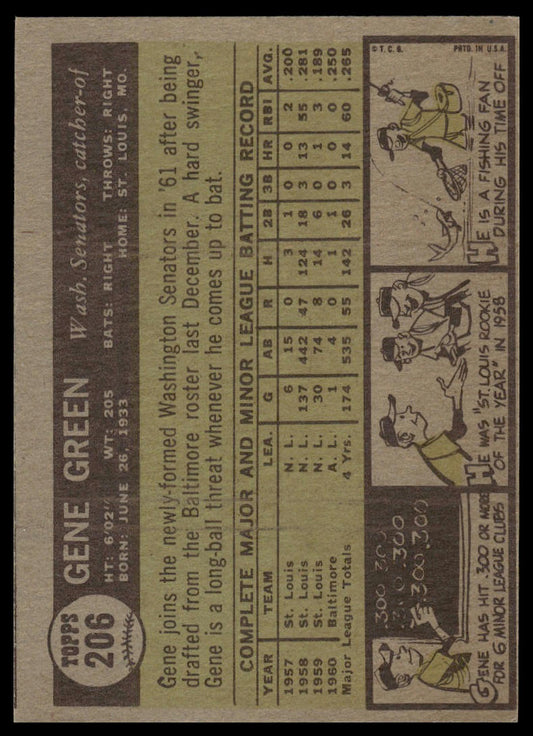 TOPPS
206
GENE GREEN Wash. Senators, catcher-of
HT: 6'02" WT: 205 BATS: RIGHT THROWS: RIGHT
BORN: JUNE 26, 1933 HOME: ST. LOUIS, MO.
Gene joins the newly-formed Washington Senators in '61 after being
drafted from the Baltimore roster last December. A hard swinger,
Gene is a long-ball threat whenever he comes up to bat.
COMPLETE MAJOR AND MINOR LEAGUE BATTING RECORD
YEAR TEAM LEA. G AB R H 2B 3B HR RBI AVG.
1957 St. Louis N. L. 6 15 0 3 1 0 0 2 .200
1958 St. Louis N. L. 137 442 47 124 18 3 13 55 .281
1959 St. Louis N. L. 30 74 8 14 6 0 1 3 .189
1960 Baltimore A. L. 1 4 0 1 1 0 0 0 .250
Major League Totals 4 Yrs. 174 535 55 142 26 3 14 60 .265
300 300
.300 .300
.300 .300
GENE HAS HIT .300 OR MORE
FOR 6 MINOR LEAGUE CLUBS
HE WAS "ST. LOUIS ROOKIE
OF THE YEAR" IN 1958
© T. C. G. PRTD. IN U.S.A.
HE IS A FISHING FAN
DURING HIS TIME OFF